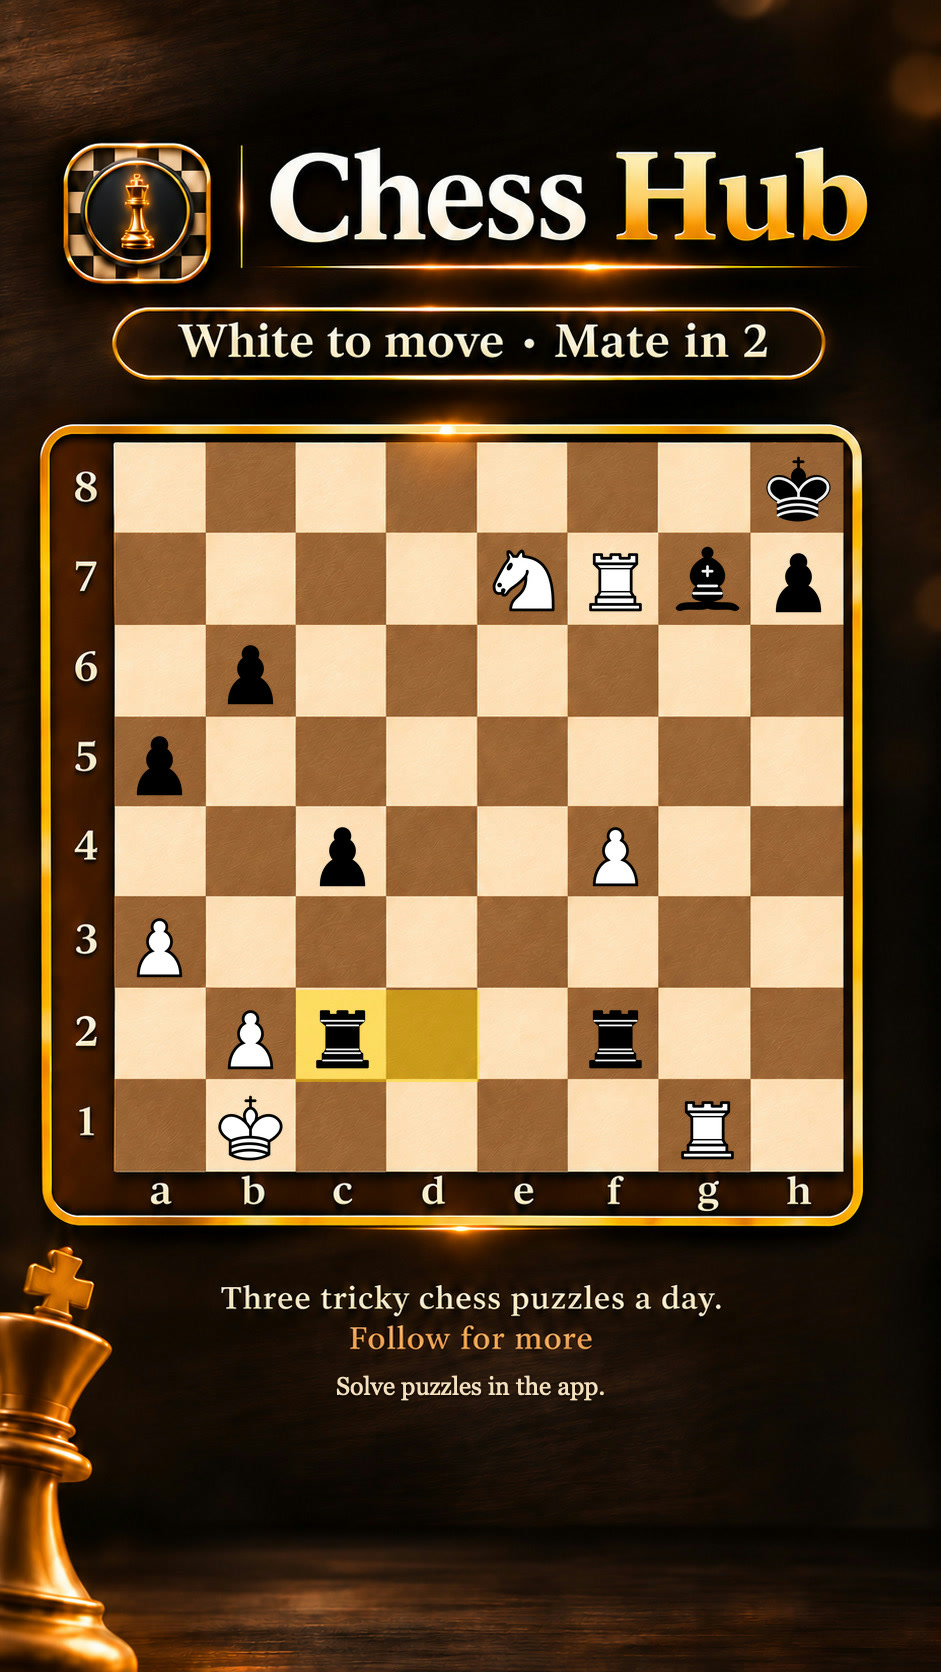 Chess Hub
White to move • Mate in 2
8
7
6
5
4
3
2
1
a b c d e f g h
Three tricky chess puzzles a day.
Follow for more
Solve puzzles in the app.